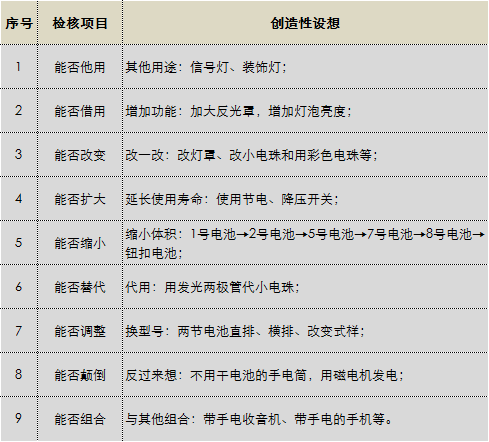 序号 检核项目 创造性设想
1 能否他用 其他用途：信号灯、装饰灯；
2 能否借用 增加功能：加大反光罩，增加灯泡亮度；
3 能否改变 改一改：改灯罩、改小电珠和用彩色电珠等；
4 能否扩大 延长使用寿命：使用节电、降压开关；
5 能否缩小 缩小体积：1号电池→2号电池→5号电池→7号电池→8号电池→
钮扣电池；
6 能否替代 代用：用发光两极管代小电珠；
7 能否调整 换型号：两节电池直排、横排、改变式样；
8 能否颠倒 反过来想：不用干电池的手电筒，用磁电机发电；
9 能否组合 与其他组合：带手电收音机、带手电的手机等。